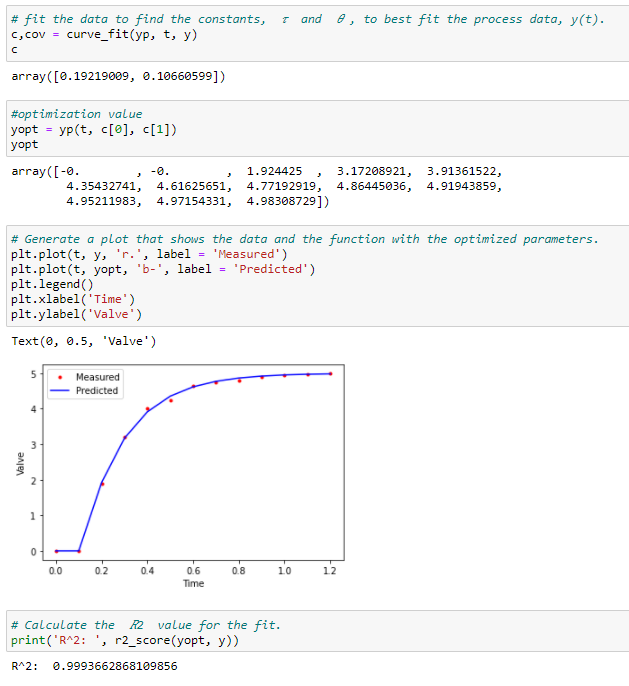 # fit the data to find the constants, τ and θ, to best fit the process data, y(t).
c,cov = curve_fit(yp, t, y)
c
array([0.19219009, 0.10660599])
#optimization value
yopt = yp(t, c[0], c[1])
yopt
array([-0. , -0. , 1.924425 , 3.17208921, 3.91361522,
4.35432741, 4.61625651, 4.77192919, 4.86445036, 4.91943859,
4.95211983, 4.97154331, 4.98308729])
# Generate a plot that shows the data and the function with the optimized parameters.
plt.plot(t, y, 'r.', label = 'Measured')
plt.plot(t, yopt, 'b-', label = 'Predicted')
plt.legend()
plt.xlabel('Time')
plt.ylabel('Valve')
Text(0, 0.5, 'Valve')
Measured
Predicted
5
4
3
2
1
0
Valve
0.0 0.2 0.4 0.6 0.8 1.0 1.2
Time
# Calculate the R2 value for the fit.
print('R^2: ', r2_score(yopt, y))
R^2: 0.9993662868109856